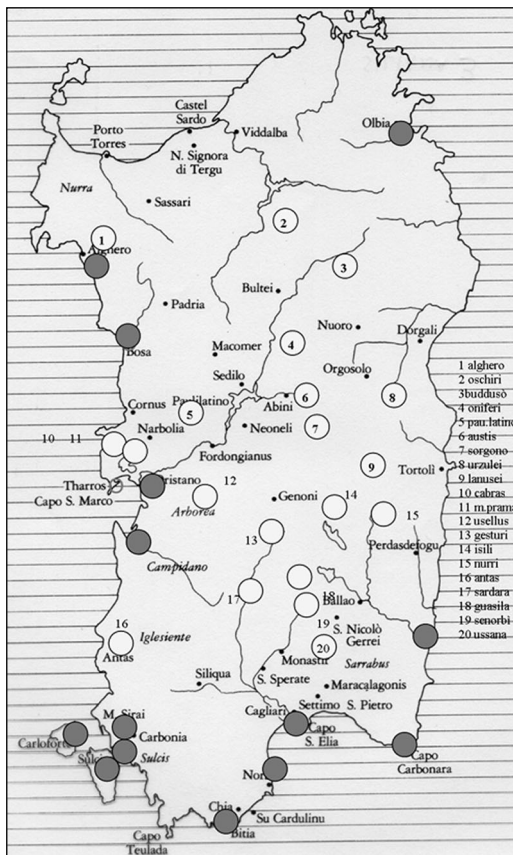 Castel
Sardo
Olbia
Porto
Torres
Viddalba
N. Signora
di Tergu
Nurra
Sassari
1
Alghero
2
3
Bultei
Padria
Nuoro
Dorgali
Bosa
4
Macomer
Orgosolo
Sedilo
Paulilatino
5
Abini
6
8
Cornus
7
Neoneli
10
11
Narbolia
Fordongianus
9
Tortolì
Tharros
Capo S. Marco
12
Arborea
Genoni
14
15
13
Perdasdefogu
Campidano
17
18
Ballao
16
Iglesiente
19
S. Nicolò
Gerrei
Antas
20
Monastir
Sarrabus
Siliqua
S. Sperate
Maracalagonis
Settimo
S. Pietro
M. Sirai
Cagliari
Capo
S. Elia
Carloforte
Carbonia
Sulcis
Capo
Carbonara
Chia
Su Cardulinu
Bitia
Capo
Teulada
1 alghero
2 oschiri
3buddusò
4 oniferi
5 pau.latino
6 austis
7 sorgono
8 urzulei
9 lanusei
10 cabras
11 m.prama
12 usellus
13 gesturi
14 isili
15 nurri
16 antas
17 sardara
18 guasila
19 senorbì
20 ussana